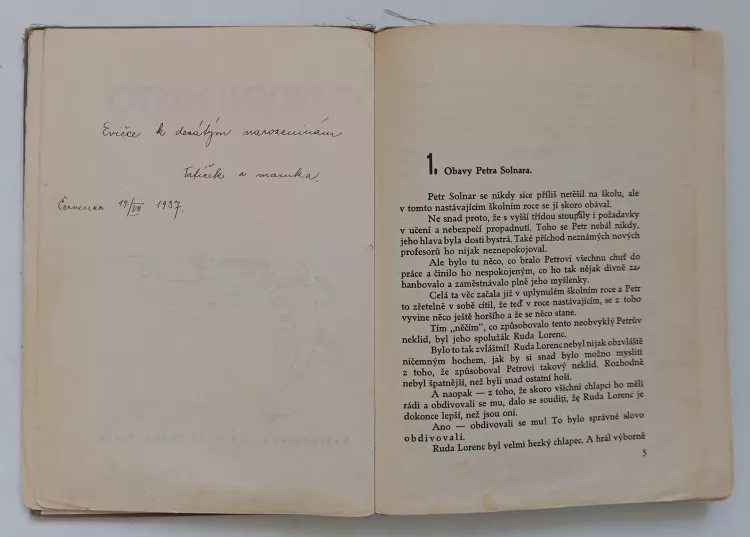 Evičce k desátým narozeninám
Tatíček a maminka.
19/VII 1937.
1. Obavy Petra Solnara.
Petr Solnar se nikdy sice příliš netěšil na školu, ale
v tomto nastávajícím školním roce se jí skoro obával.
Ne snad proto, že s vyšší třídou stouply i požadavky
v učení a nebezpečí propadnutí. Toho se Petr nebál nikdy,
jeho hlava byla dosti bystrá. Také příchod neznámých nových
profesorů ho nijak neznepokojoval.
Ale bylo tu něco, co bralo Petrovi všechnu chuť do
práce a činilo ho nespokojeným, co ho tak nějak divně za-
hanbovalo a zaměstnávalo plně jeho myšlenky.
Celá ta věc začala již v uplynulém školním roce a Petr
to zřetelně v sobě cítil, že teď v roce nastávajícím, se z toho
vyvine něco ještě horšího a že se něco stane.
Tím „něčím“, co způsobovalo tento neobvyklý Petrův
neklid, byl jeho spolužák Ruda Lorenc.
Bylo to tak zvláštní! Ruda Lorenc nebyl nijak obzvláště
ničemným hochem, jak by si snad bylo možno mysliti
z toho, že způsoboval Petrovi takový neklid. Rozhodně
nebyl špatnější, než byli snad ostatní hoši.
A naopak — z toho, že skoro všichni chlapci ho měli
rádi a obdivovali se mu, dalo se souditi, že Ruda Lorenc je
dokonce lepší, než jsou oni.
Ano — obdivovali se mu! To bylo správné slovo
obdivovali.
Ruda Lorenc byl velmi hezký chlapec. A hrál výborně
5